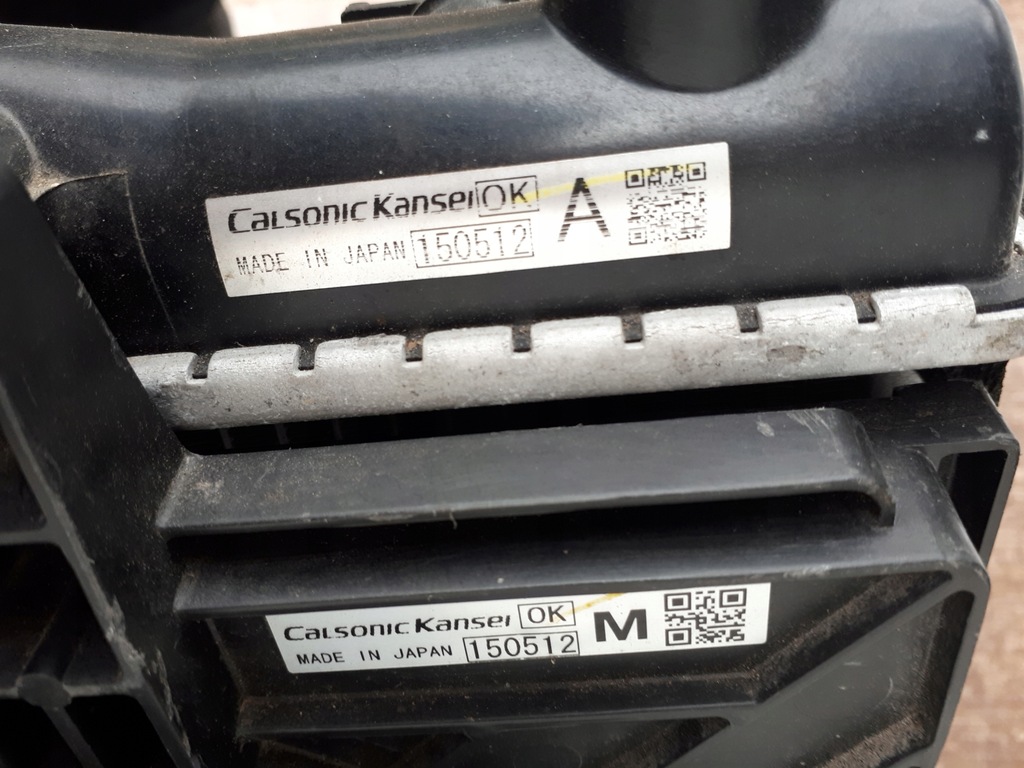 CALSONIC KANSEI OK A
MADE IN JAPAN 150512
CALSONIC KANSEI OK M
MADE IN JAPAN 150512